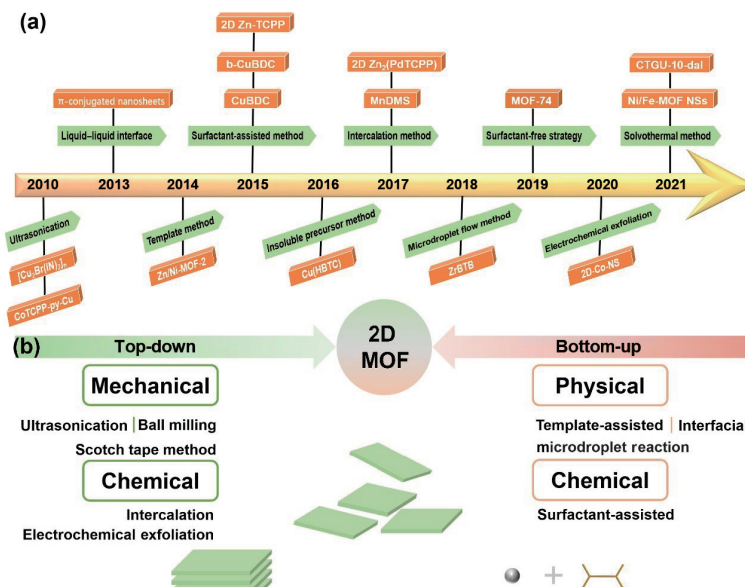 (a)
2D Zn-TCPP
b-CuBDC
2D Zn₂(PdTCPP)
CTGU-10-dal
π-conjugated nanosheets
CuBDC
MnDMS
MOF-74
Ni/Fe-MOF NSs
Liquid–liquid interface
Surfactant-assisted method
Intercalation method
Surfactant-free strategy
Solvothermal method
2010 2013 2014 2015 2016 2017 2018 2019 2020 2021
Ultrasonication
Template method
Insoluble precursor method
Microdroplet flow method
Electrochemical exfoliation
[Cu₂Br(IN)₂]ₙ
Zn/Ni-MOF-2
Cu(HBTC)
ZrBTB
2D-Co-NS
CoTCPP-py-Cu
(b)
Top-down
2D
MOF
Bottom-up
Mechanical
Ultrasonication | Ball milling
Scotch tape method
Chemical
Intercalation
Electrochemical exfoliation
Physical
Template-assisted | Interfacia
microdroplet reaction
Chemical
Surfactant-assisted
+